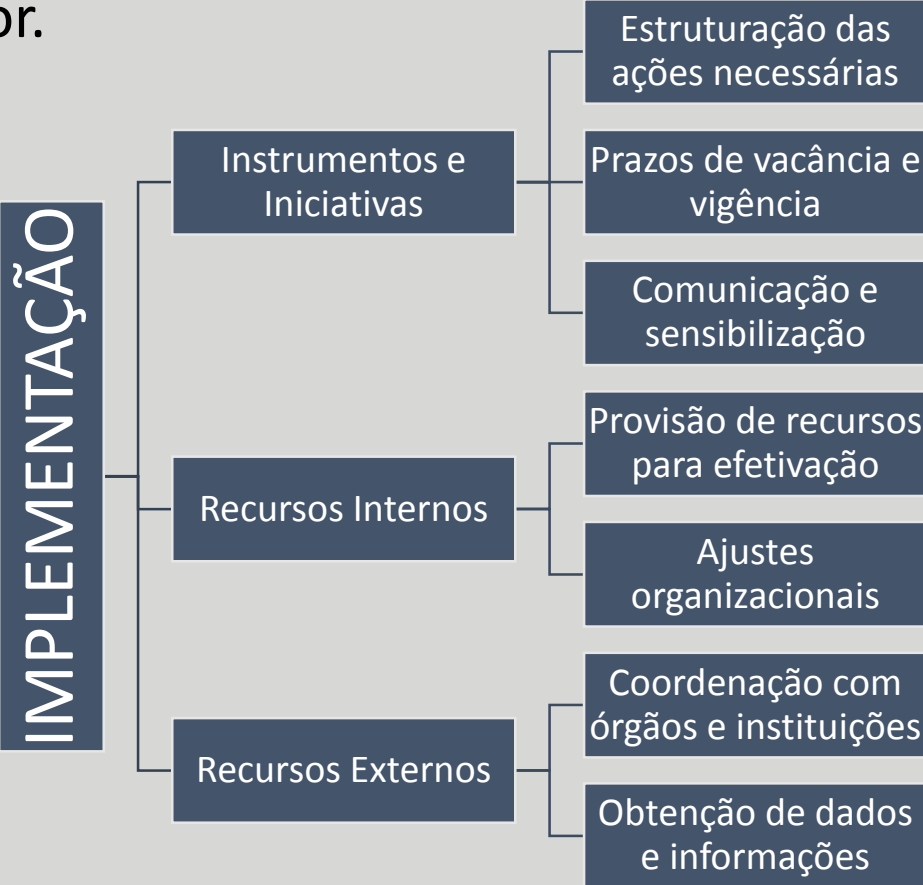 or.
IMPLEMENTAÇÃO
Instrumentos e
Iniciativas
Estruturação das
ações necessárias
Prazos de vacância e
vigência
Comunicação e
sensibilização
Recursos Internos
Provisão de recursos
para efetivação
Ajustes
organizacionais
Recursos Externos
Coordenação com
órgãos e instituições
Obtenção de dados
e informações